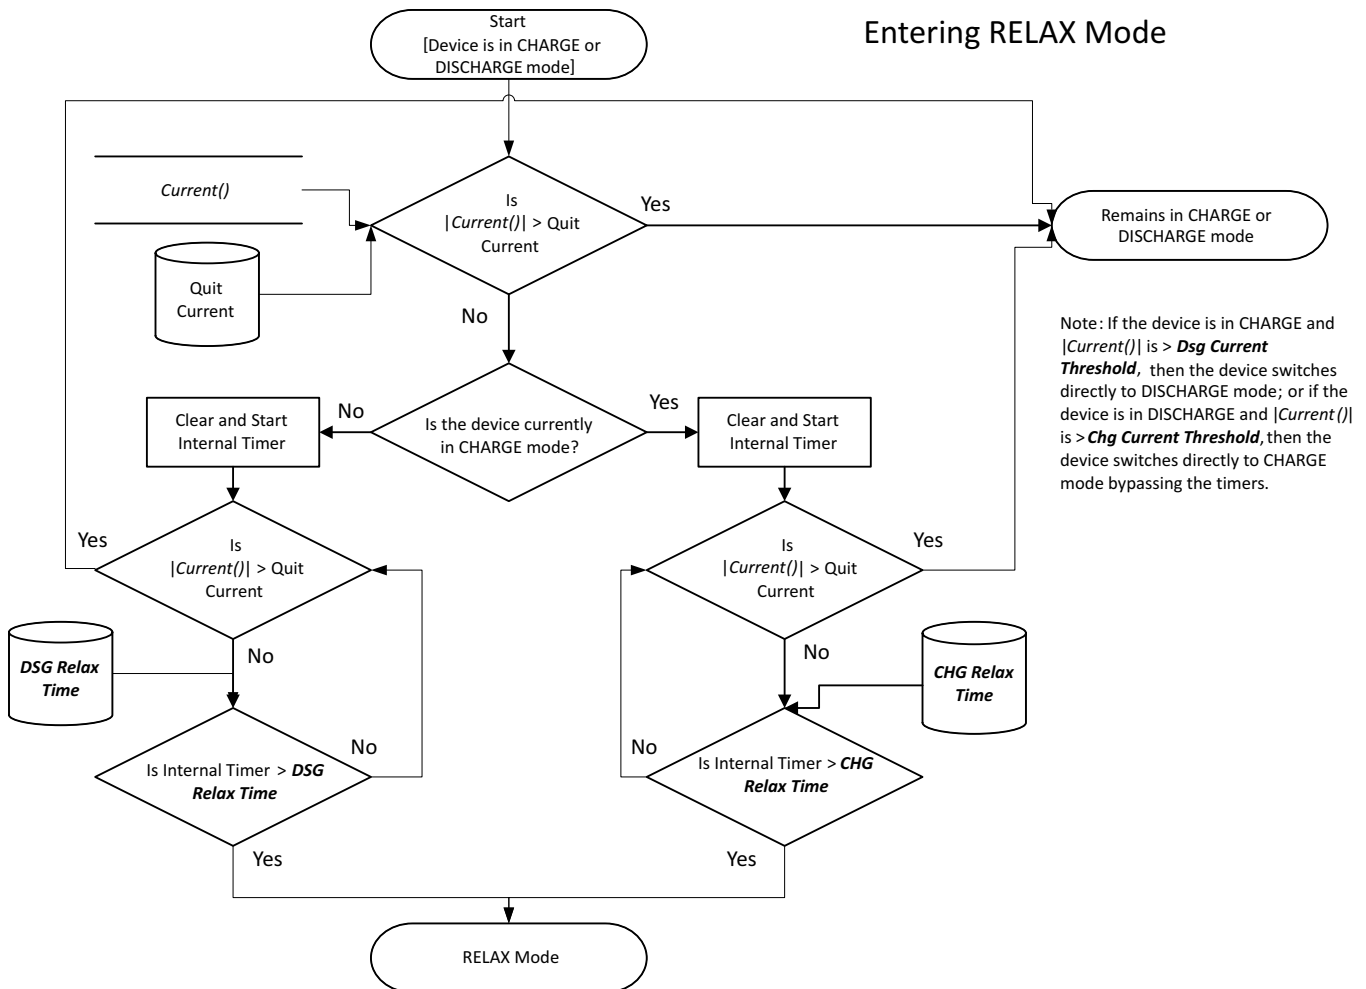 Start
[Device is in CHARGE or
DISCHARGE mode]
Entering RELAX Mode
Current()
Is
|Current()| > Quit
Current
Yes
Remains in CHARGE or
DISCHARGE mode
Quit
Current
No
Note: If the device is in CHARGE and
|Current()| is > Dsg Current
Threshold, then the device switches
directly to DISCHARGE mode; or if the
device is in DISCHARGE and |Current()|
is > Chg Current Threshold, then the
device switches directly to CHARGE
mode bypassing the timers.
Clear and Start
Internal Timer
No
Is the device currently
in CHARGE mode?
Yes
Clear and Start
Internal Timer
Yes
Is
|Current()| > Quit
Current
Is
|Current()| > Quit
Current
Yes
DSG Relax
Time
No
No
CHG Relax
Time
Is Internal Timer > DSG
Relax Time
No
No
Is Internal Timer > CHG
Relax Time
Yes
Yes
RELAX Mode